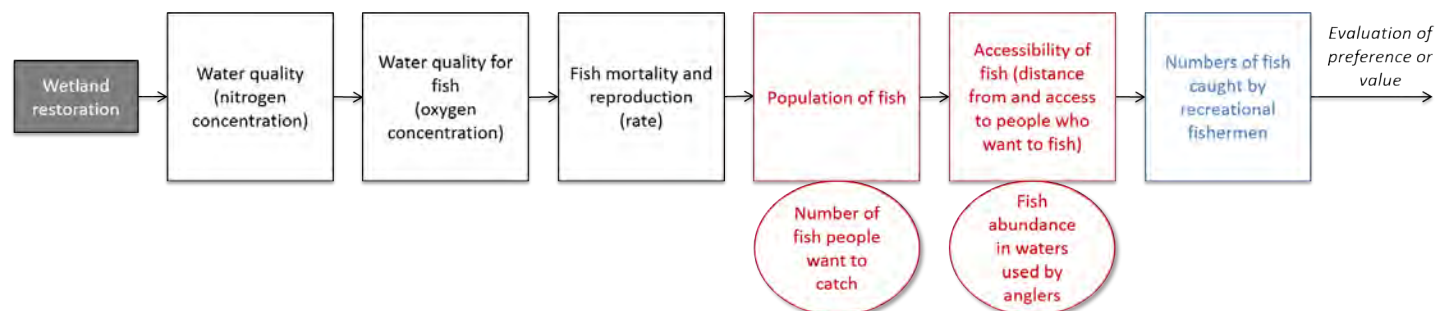 Wetland
restoration
Water quality
(nitrogen
concentration)
Water quality for
fish
(oxygen
concentration)
Fish mortality and
reproduction
(rate)
Population of fish
Number of
fish people
want to
catch
Accessibility of
fish (distance
from and access
to people who
want to fish)
Fish
abundance
in waters
used by
anglers
Numbers of fish
caught by
recreational
fishermen
Evaluation of
preference or
value